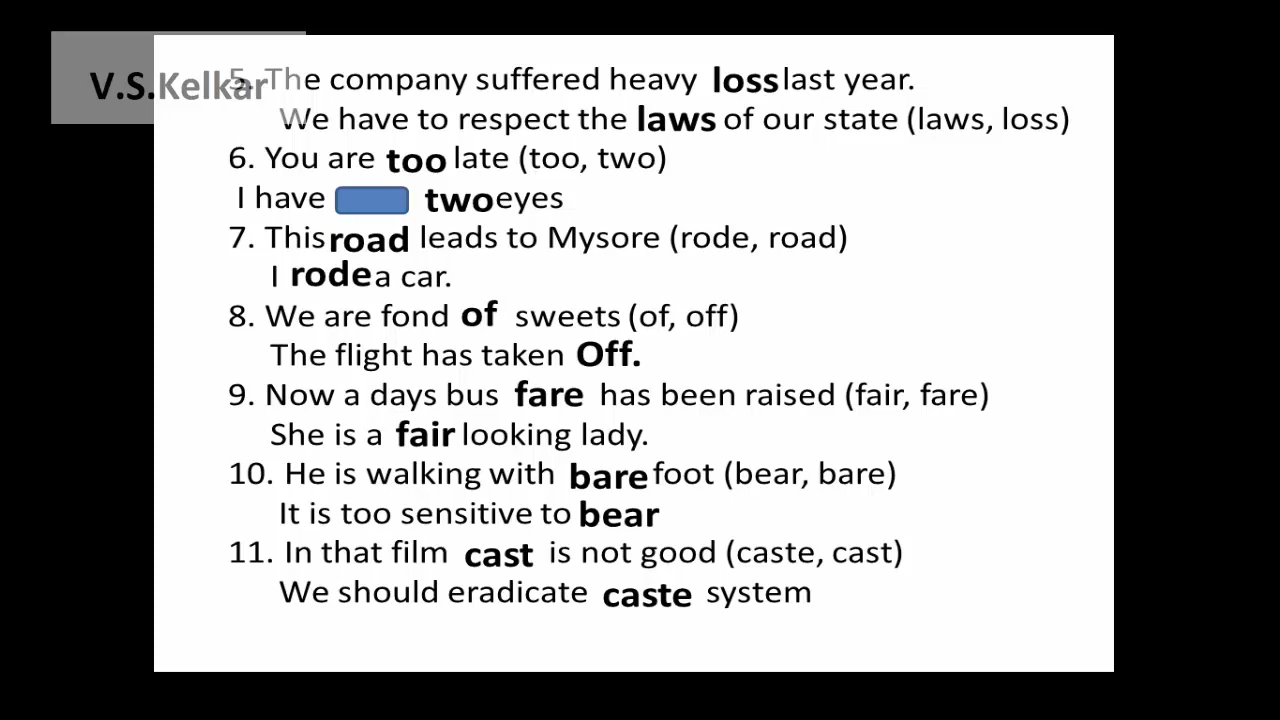 V.S.Kelkar
5. The company suffered heavy loss last year.
We have to respect the laws of our state (laws, loss)
6. You are too late (too, two)
I have two eyes
7. This road leads to Mysore (rode, road)
I rode a car.
8. We are fond of sweets (of, off)
The flight has taken Off.
9. Now a days bus fare has been raised (fair, fare)
She is a fair looking lady.
10. He is walking with bare foot (bear, bare)
It is too sensitive to bear
11. In that film cast is not good (caste, cast)
We should eradicate caste system